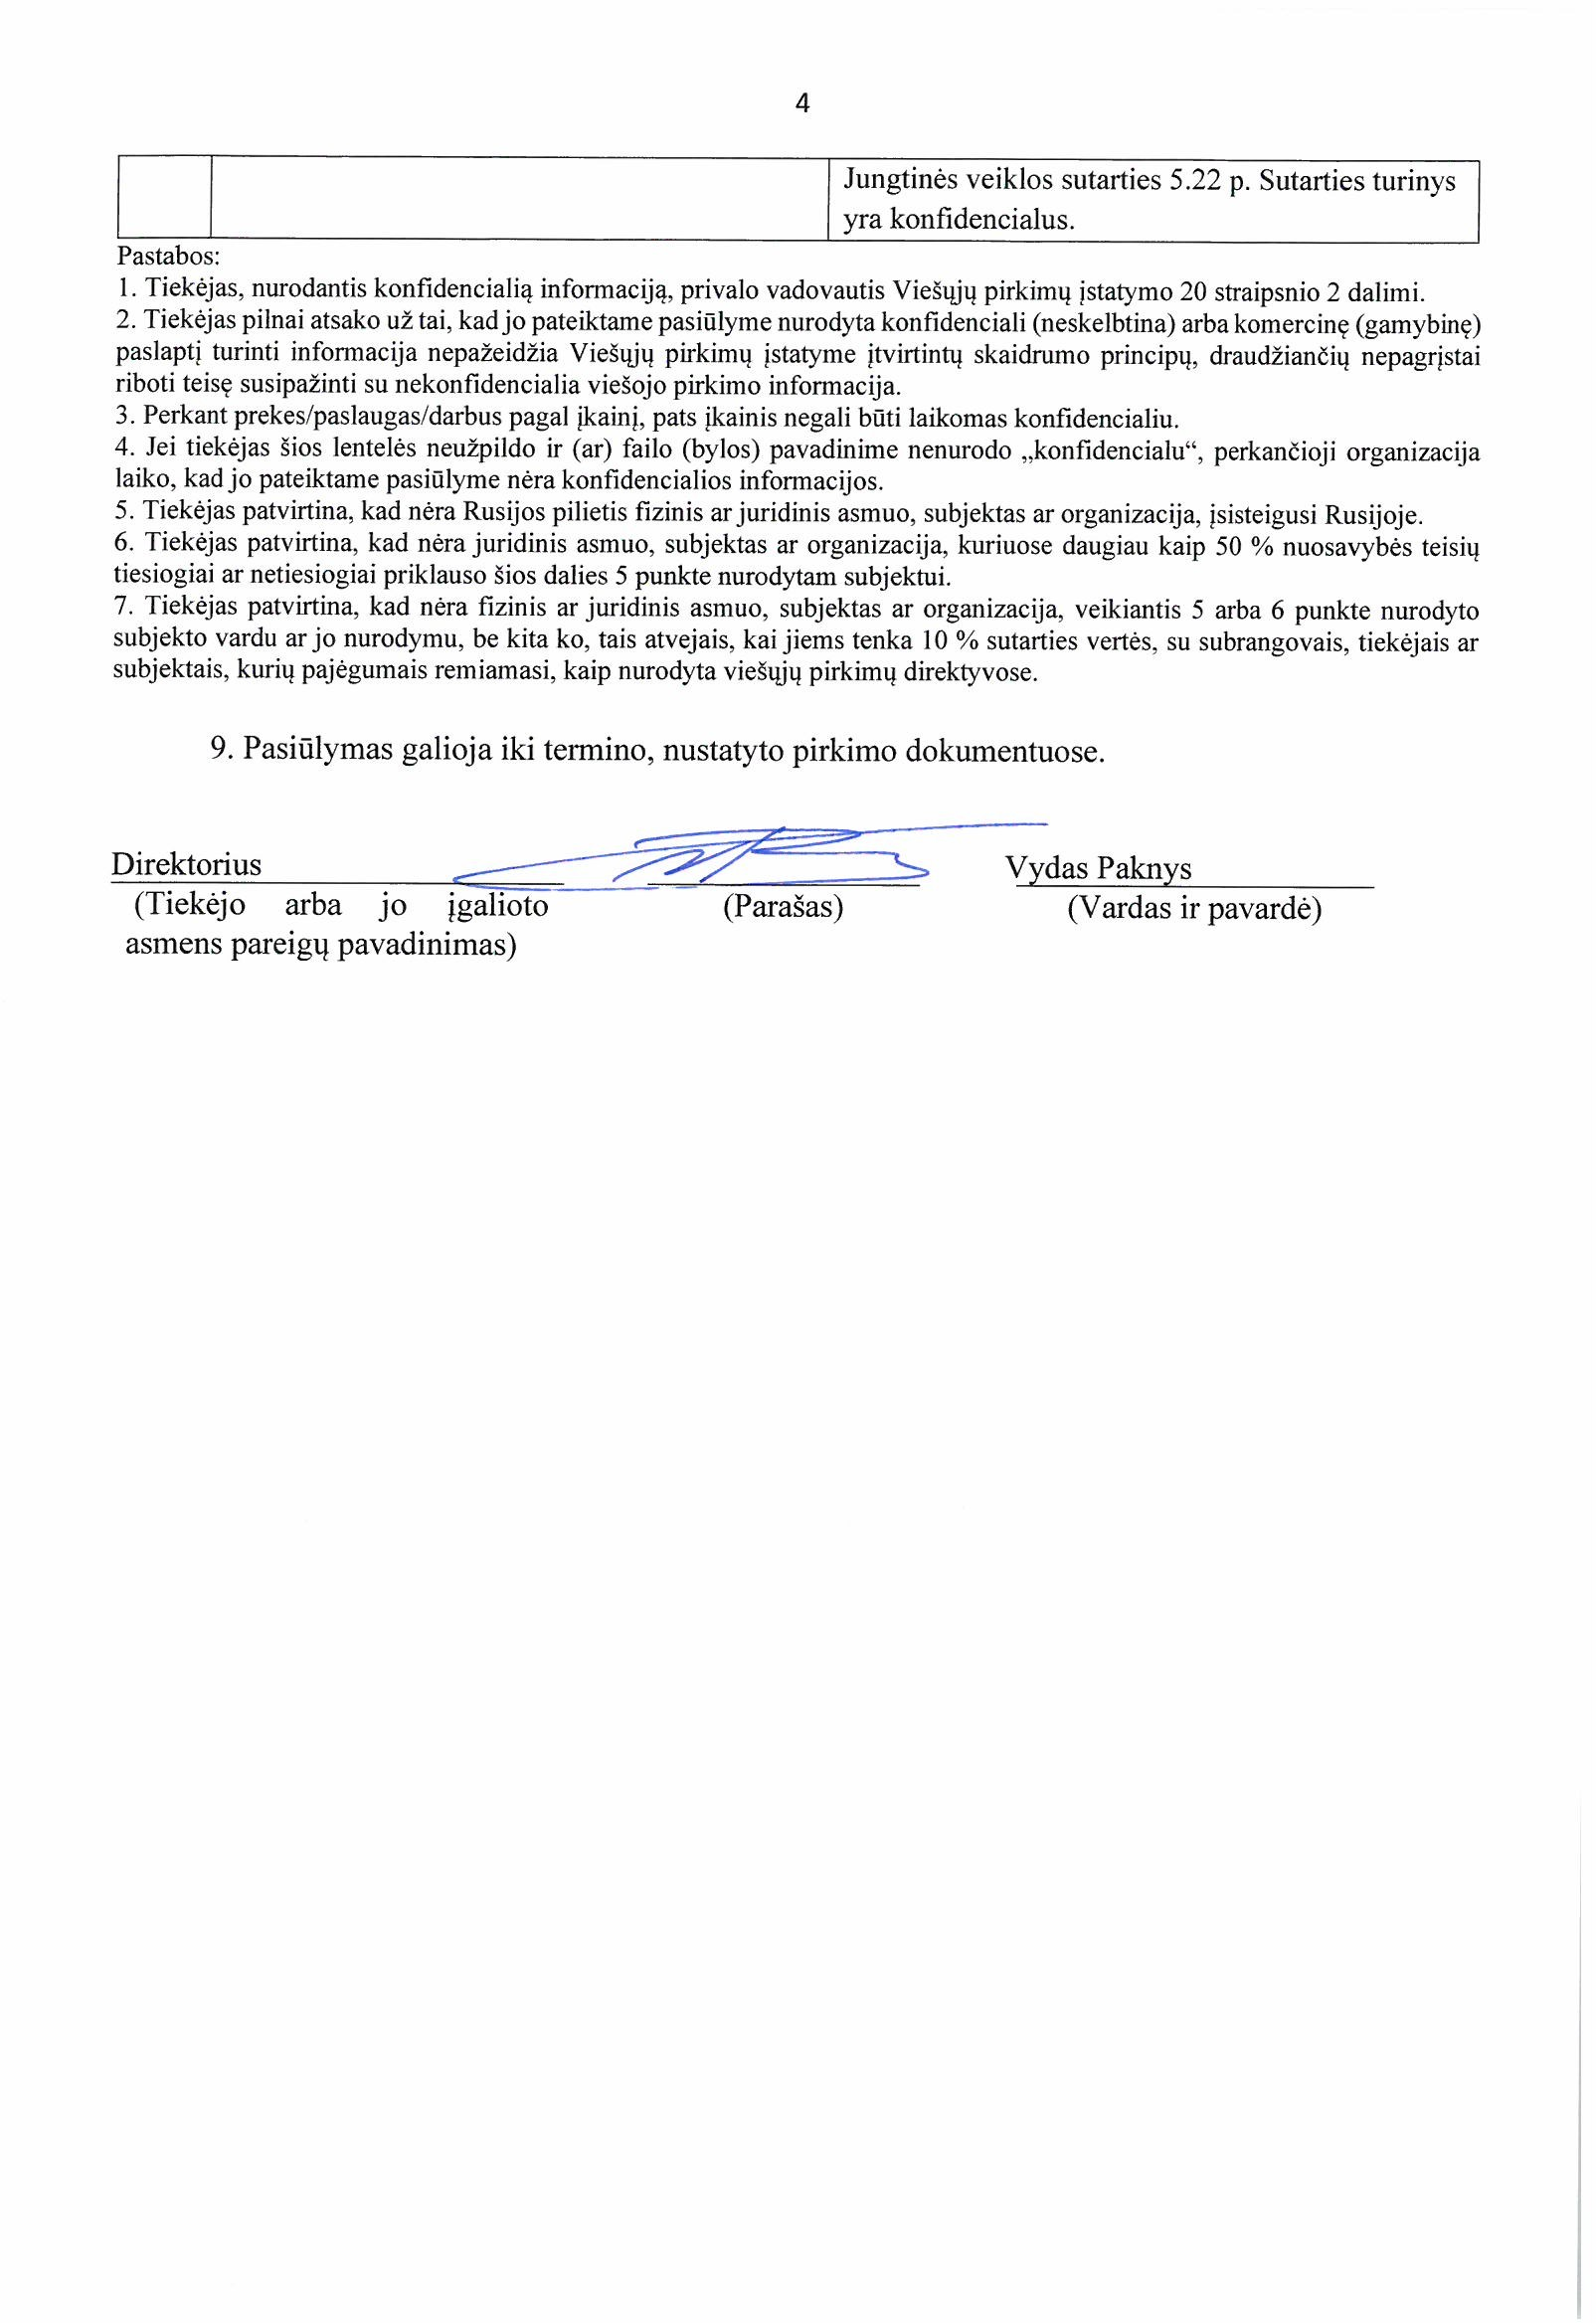 4
Jungtinės veiklos sutarties 5.22 p. Sutarties turinys
yra konfidencialus.
Pastabos:
1. Tiekėjas, nurodantis konfidencialią informaciją, privalo vadovautis Viešųjų pirkimų įstatymo 20 straipsnio 2 dalimi.
2. Tiekėjas pilnai atsako už tai, kad jo pateiktame pasiūlyme nurodyta konfidenciali (neskelbtina) arba komercinę (gamybinę)
paslaptį turinti informacija nepažeidžia Viešųjų pirkimų įstatyme įtvirtintų skaidrumo principų, draudžiančių nepagrįstai
riboti teisę susipažinti su nekonfidencialia viešojo pirkimo informacija.
3. Perkant prekes/paslaugas/darbus pagal įkainį, pats įkainis negali būti laikomas konfidencialiu.
4. Jei tiekėjas šios lentelės neužpildo ir (ar) failo (bylos) pavadinime nenurodo „konfidencialu“, perkančioji organizacija
laiko, kad jo pateiktame pasiūlyme nėra konfidencialios informacijos.
5. Tiekėjas patvirtina, kad nėra Rusijos pilietis fizinis ar juridinis asmuo, subjektas ar organizacija, įsisteigusi Rusijoje.
6. Tiekėjas patvirtina, kad nėra juridinis asmuo, subjektas ar organizacija, kuriuose daugiau kaip 50 % nuosavybės teisių
tiesiogiai ar netiesiogiai priklauso šios dalies 5 punkte nurodytam subjektui.
7. Tiekėjas patvirtina, kad nėra fizinis ar juridinis asmuo, subjektas ar organizacija, veikiantis 5 arba 6 punkte nurodyto
subjekto vardu ar jo nurodymu, be kita ko, tais atvejais, kai jiems tenka 10 % sutarties vertės, su subrangovais, tiekėjais ar
subjektais, kurių pajėgumais remiamasi, kaip nurodyta viešųjų pirkimų direktyvose.
9. Pasiūlymas galioja iki termino, nustatyto pirkimo dokumentuose.
Direktorius Vydas Paknys
(Tiekėjo arba jo įgalioto (Parašas) (Vardas ir pavardė)
asmens pareigų pavadinimas)